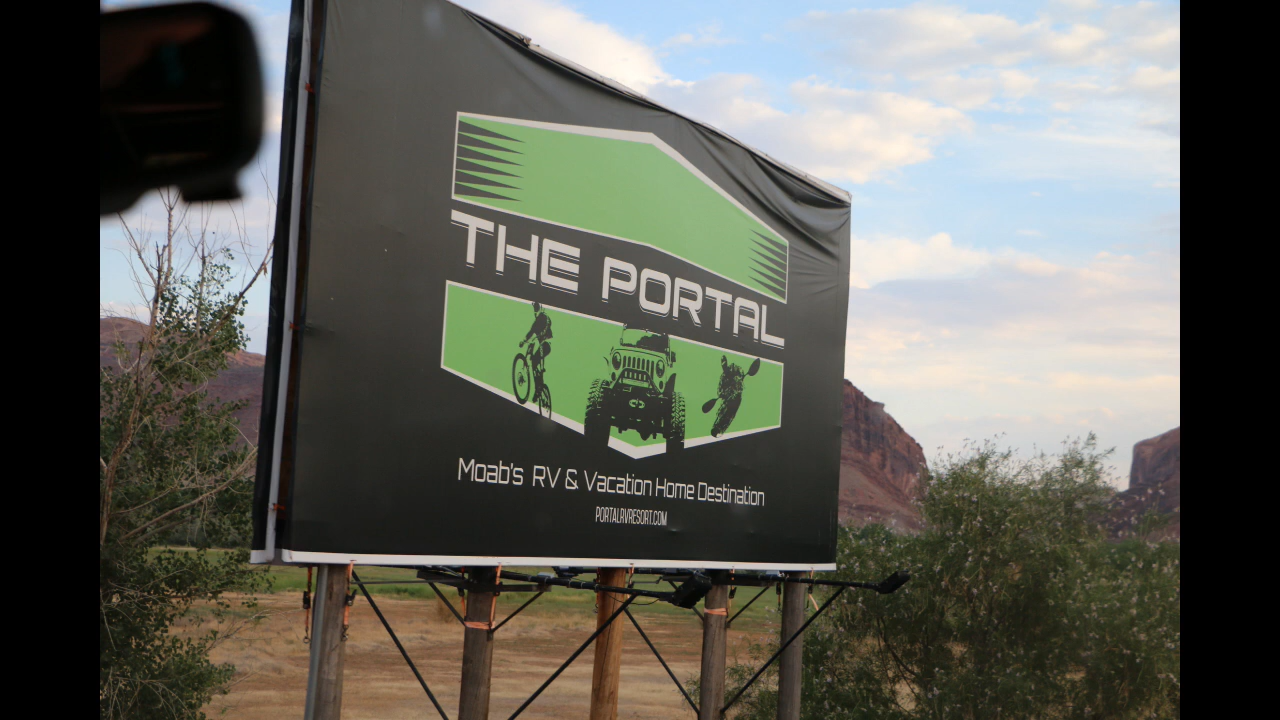 THE PORTAL
Moab's RV & Vacation Home Destination
PORTALRVRESORT.COM